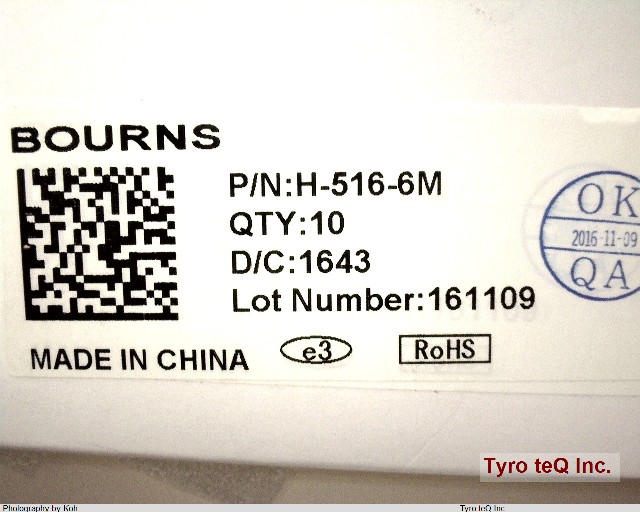 BOURNS
P/N:H-516-6M
QTY:10
D/C:1643
Lot Number:161109
MADE IN CHINA
e3
RoHS
OK
2016-11-09
QA
Tyro teQ Inc.
Photography by Koh
Tyro teQ Inc